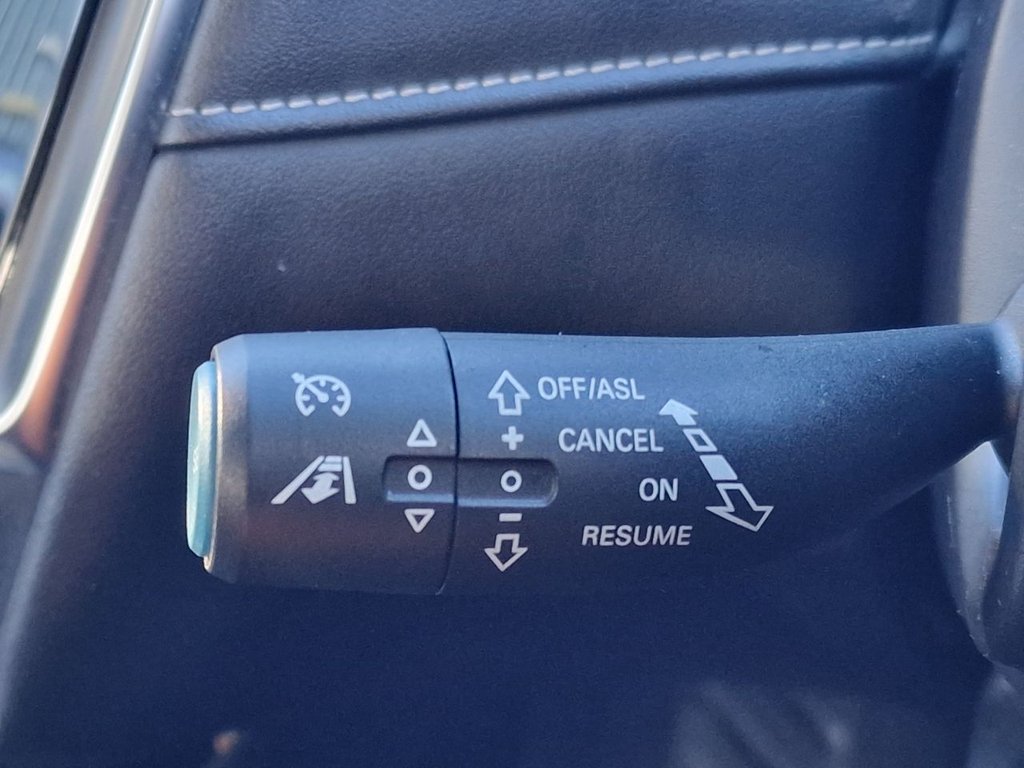 OFF/ASL
+
CANCEL
ON
−
RESUME